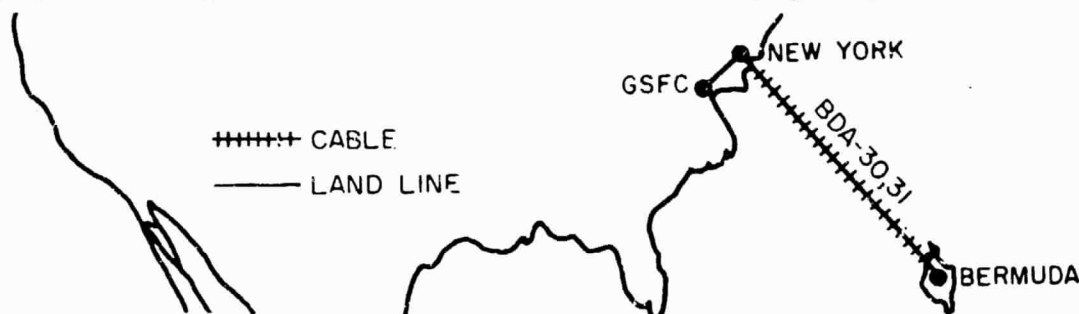 NEW YORK
GSFC
BDA-30,31
CABLE
LAND LINE
BERMUDA